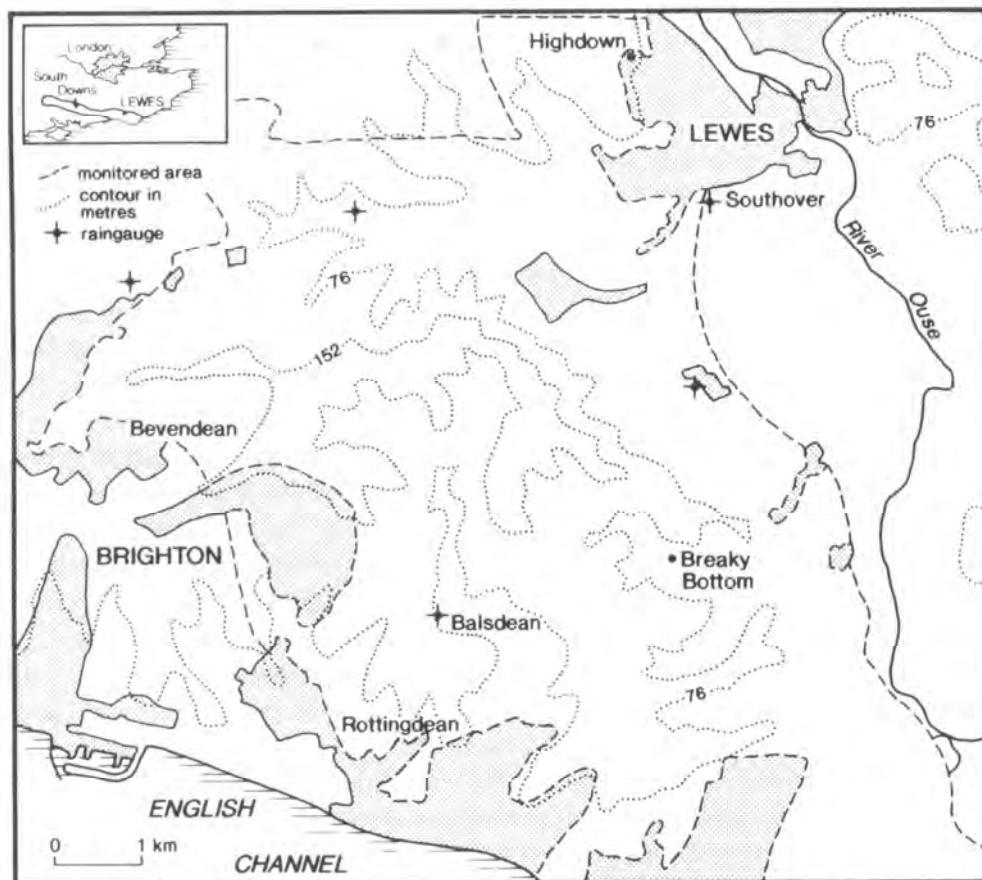 London
South
Downs
LEWES
monitored area
contour in
metres
raingauge
Highdown
LEWES
76
Southover
River
Ouse
76
152
Bevendean
BRIGHTON
Breaky
Bottom
Balsdean
76
Rottingdean
ENGLISH
CHANNEL
0 1 km